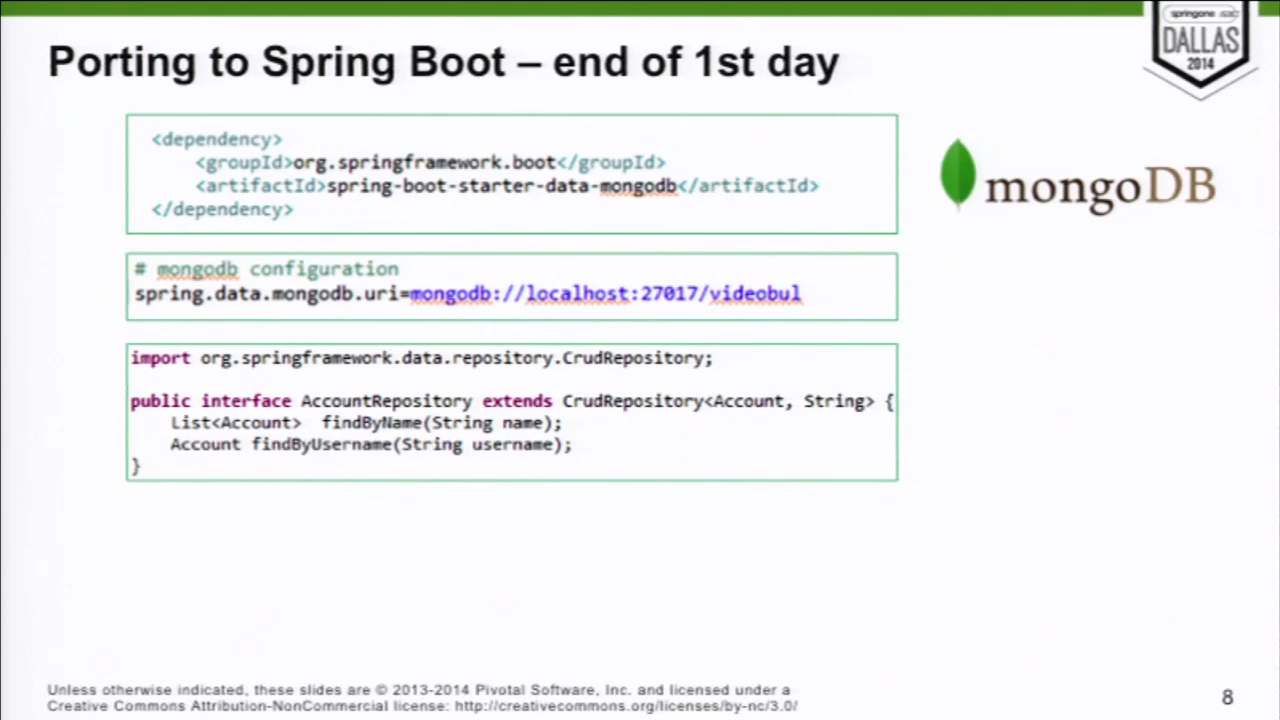 springone 2GX
DALLAS
2014
Porting to Spring Boot – end of 1st day
<dependency>
<groupId>org.springframework.boot</groupId>
<artifactId>spring-boot-starter-data-mongodb</artifactId>
</dependency>
mongoDB
# mongodb configuration
spring.data.mongodb.uri=mongodb://localhost:27017/videobul
import org.springframework.data.repository.CrudRepository;
public interface AccountRepository extends CrudRepository<Account, String> {
List<Account> findByName(String name);
Account findByUsername(String username);
}
Unless otherwise indicated, these slides are © 2013-2014 Pivotal Software, Inc. and licensed under a
Creative Commons Attribution-NonCommercial license: http://creativecommons.org/licenses/by-nc/3.0/
8